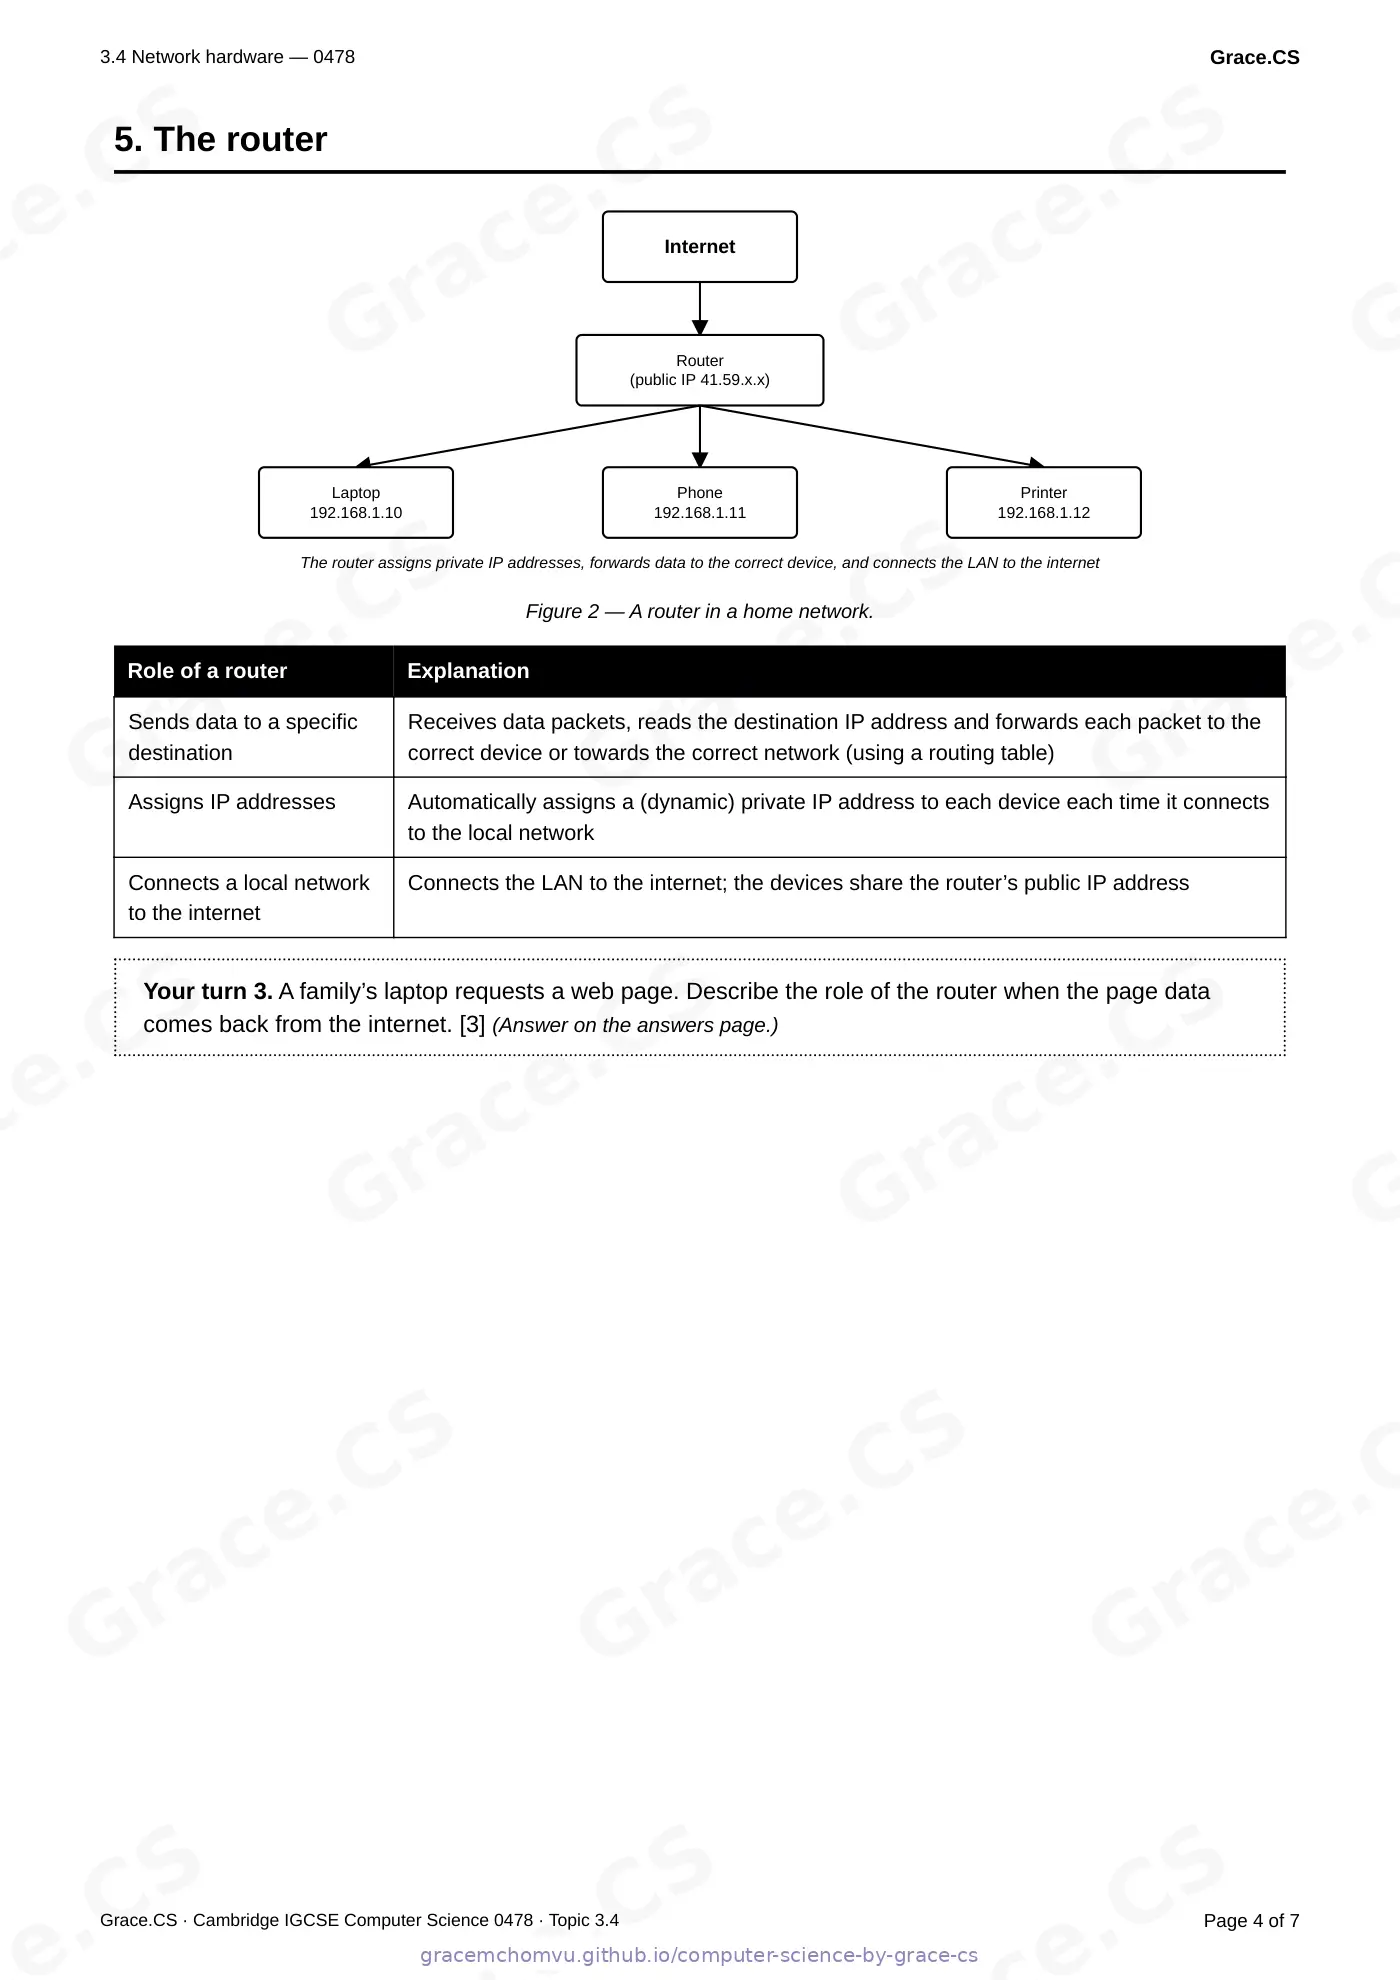 3.4 Network hardware — 0478
Grace.CS
5. The router
Internet
Router
(public IP 41.59.x.x)
Laptop
192.168.1.10
Phone
192.168.1.11
Printer
192.168.1.12
The router assigns private IP addresses, forwards data to the correct device, and connects the LAN to the internet
Figure 2 — A router in a home network.
Role of a router
Explanation
Sends data to a specific
destination
Receives data packets, reads the destination IP address and forwards each packet to the
correct device or towards the correct network (using a routing table)
Assigns IP addresses
Automatically assigns a (dynamic) private IP address to each device each time it connects
to the local network
Connects a local network
to the internet
Connects the LAN to the internet; the devices share the router’s public IP address
Your turn 3. A family’s laptop requests a web page. Describe the role of the router when the page data
comes back from the internet. [3] (Answer on the answers page.)
Grace.CS · Cambridge IGCSE Computer Science 0478 · Topic 3.4
Page 4 of 7
gracemchomvu.github.io/computer-science-by-grace-cs